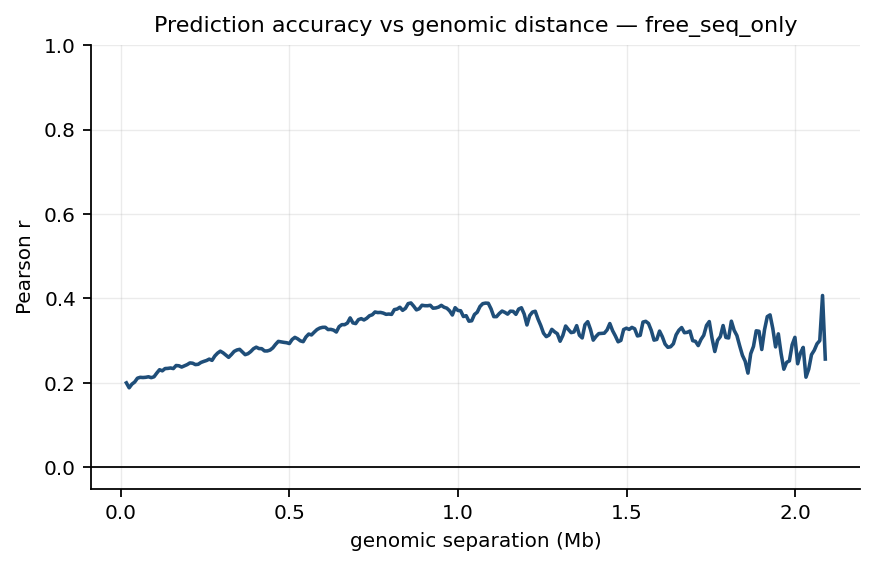 Prediction accuracy vs genomic distance — free_seq_only
Pearson r
1.0
0.8
0.6
0.4
0.2
0.0
0.0 0.5 1.0 1.5 2.0
genomic separation (Mb)